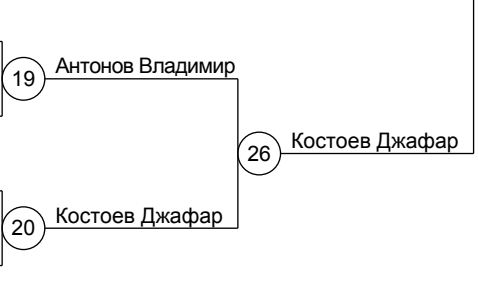 19 Антонов Владимир
26 Костоев Джафар
20 Костоев Джафар